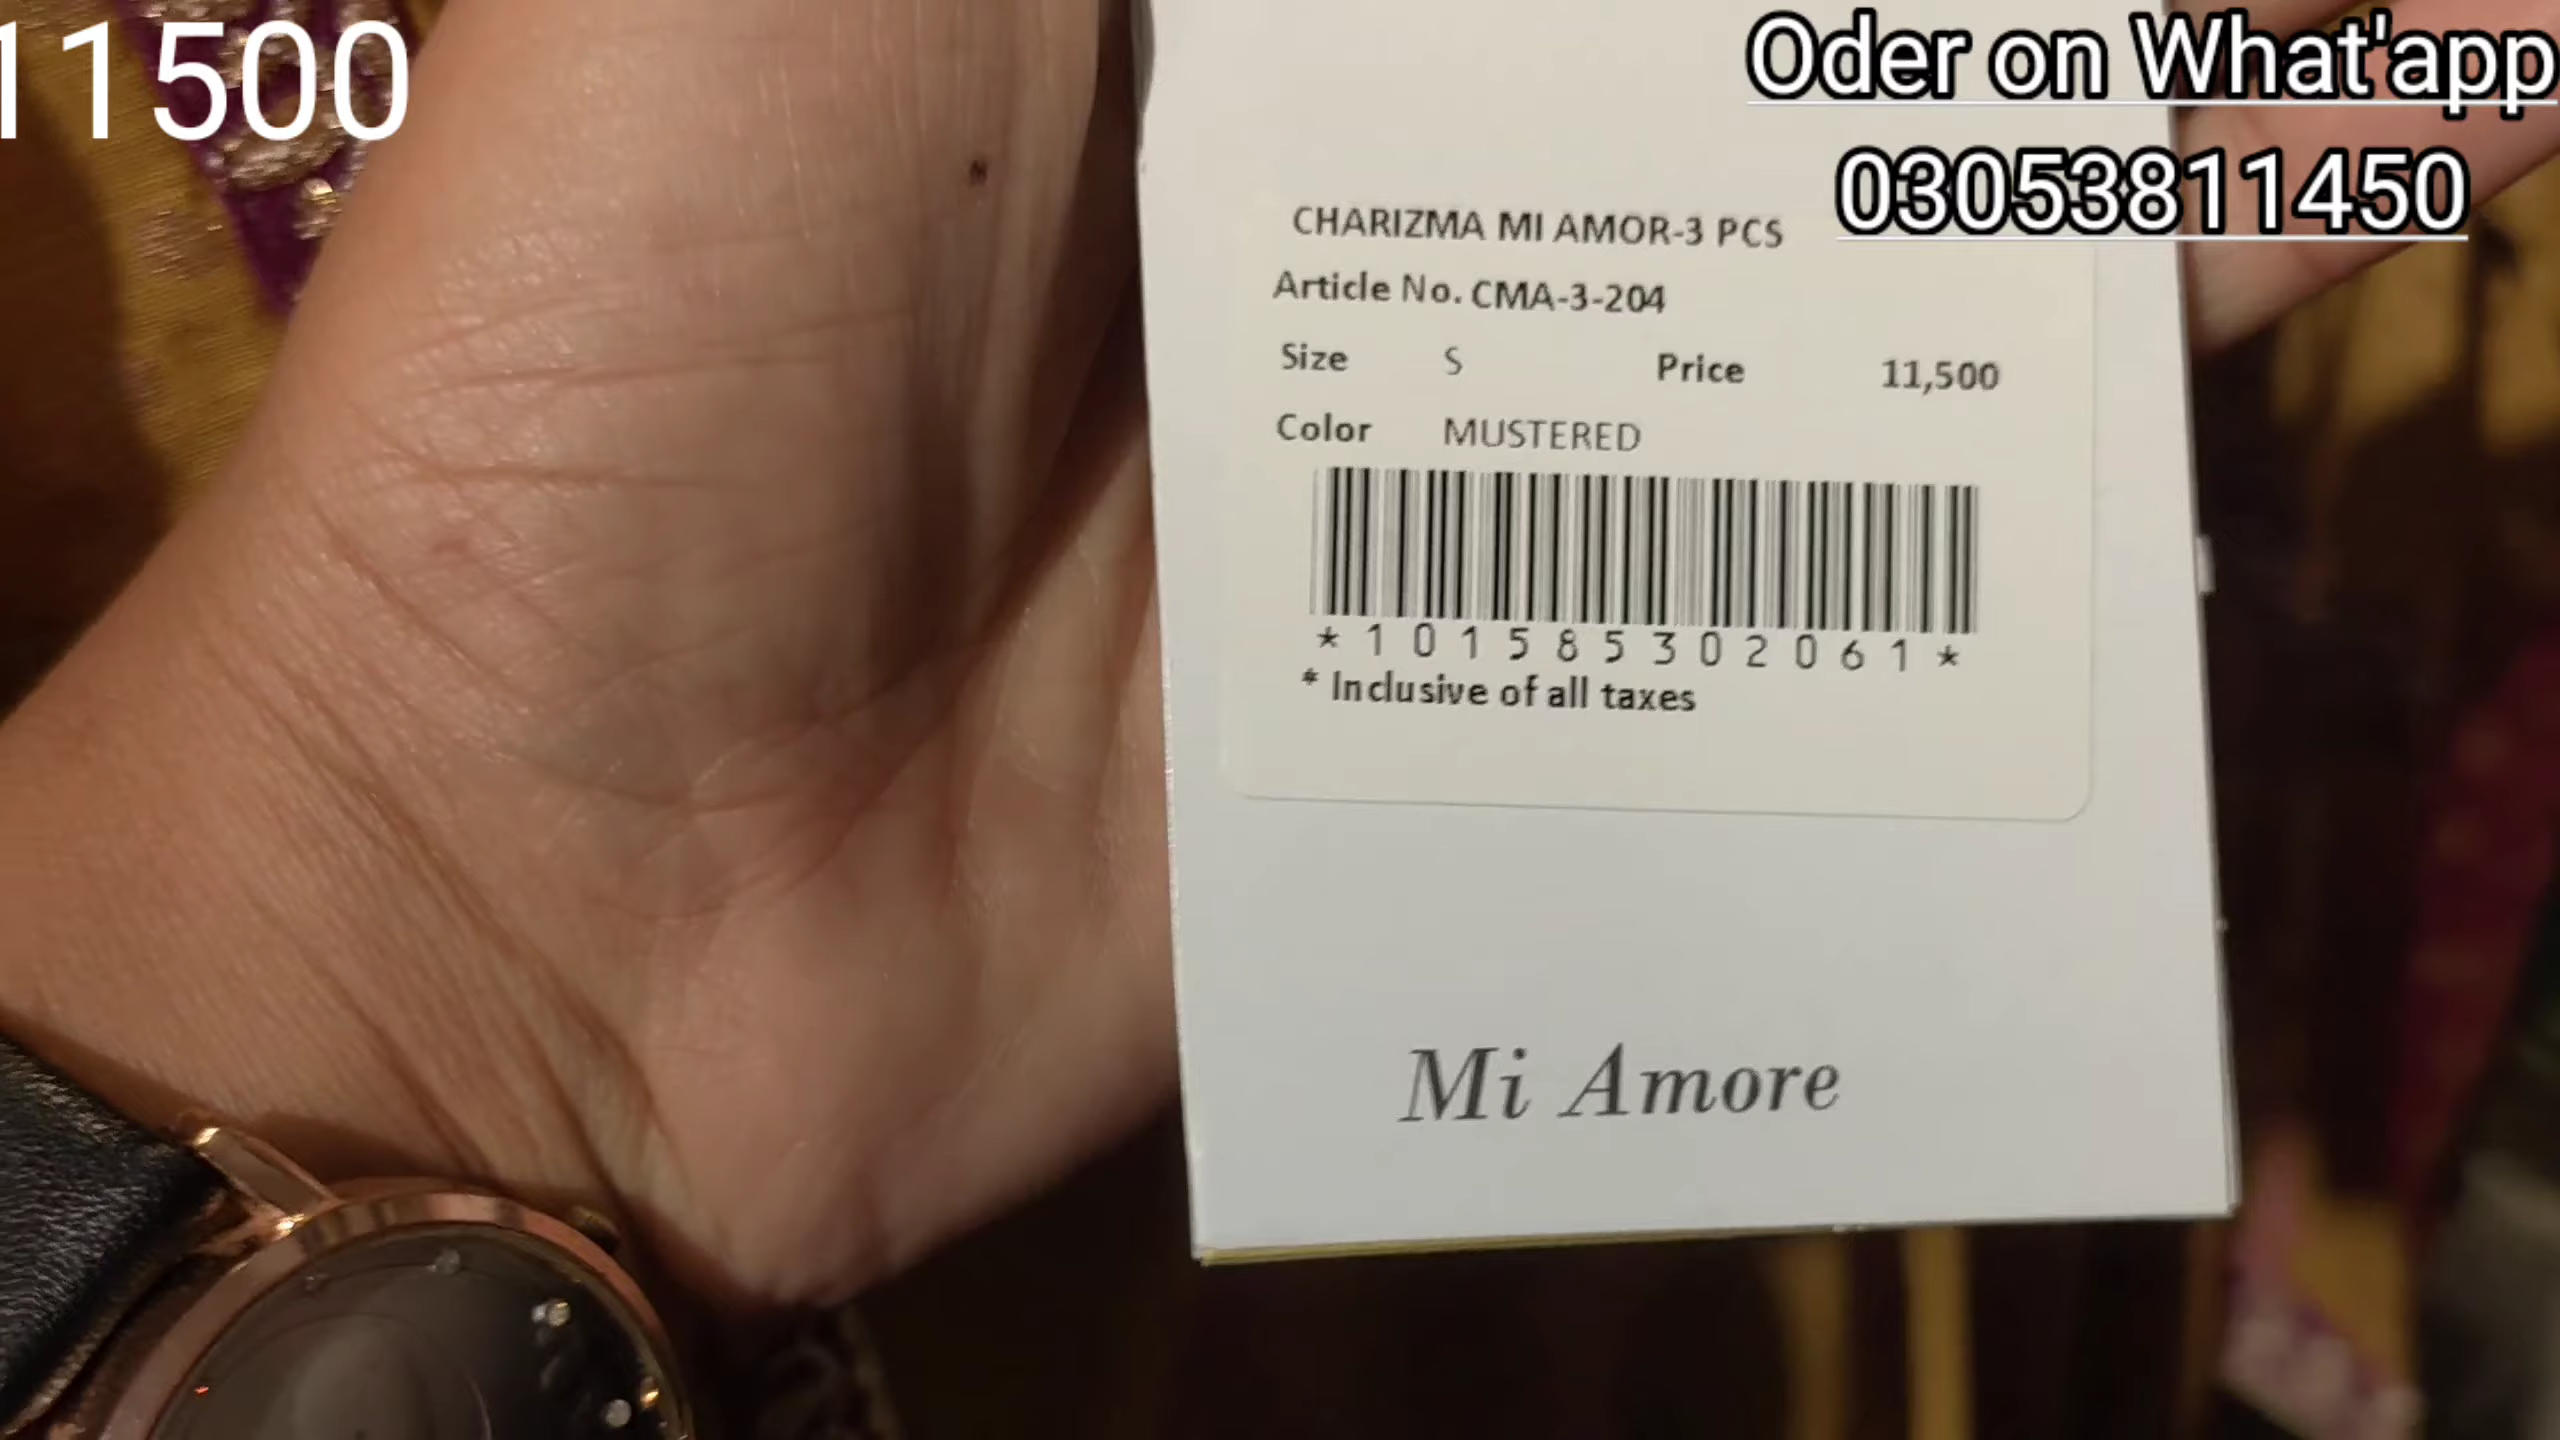 11500
Oder on What'app
03053811450
CHARIZMA MI AMOR-3 PCS
Article No. CMA-3-204
Size S Price 11,500
Color MUSTERED
*101585302061*
* Inclusive of all taxes
Mi Amore